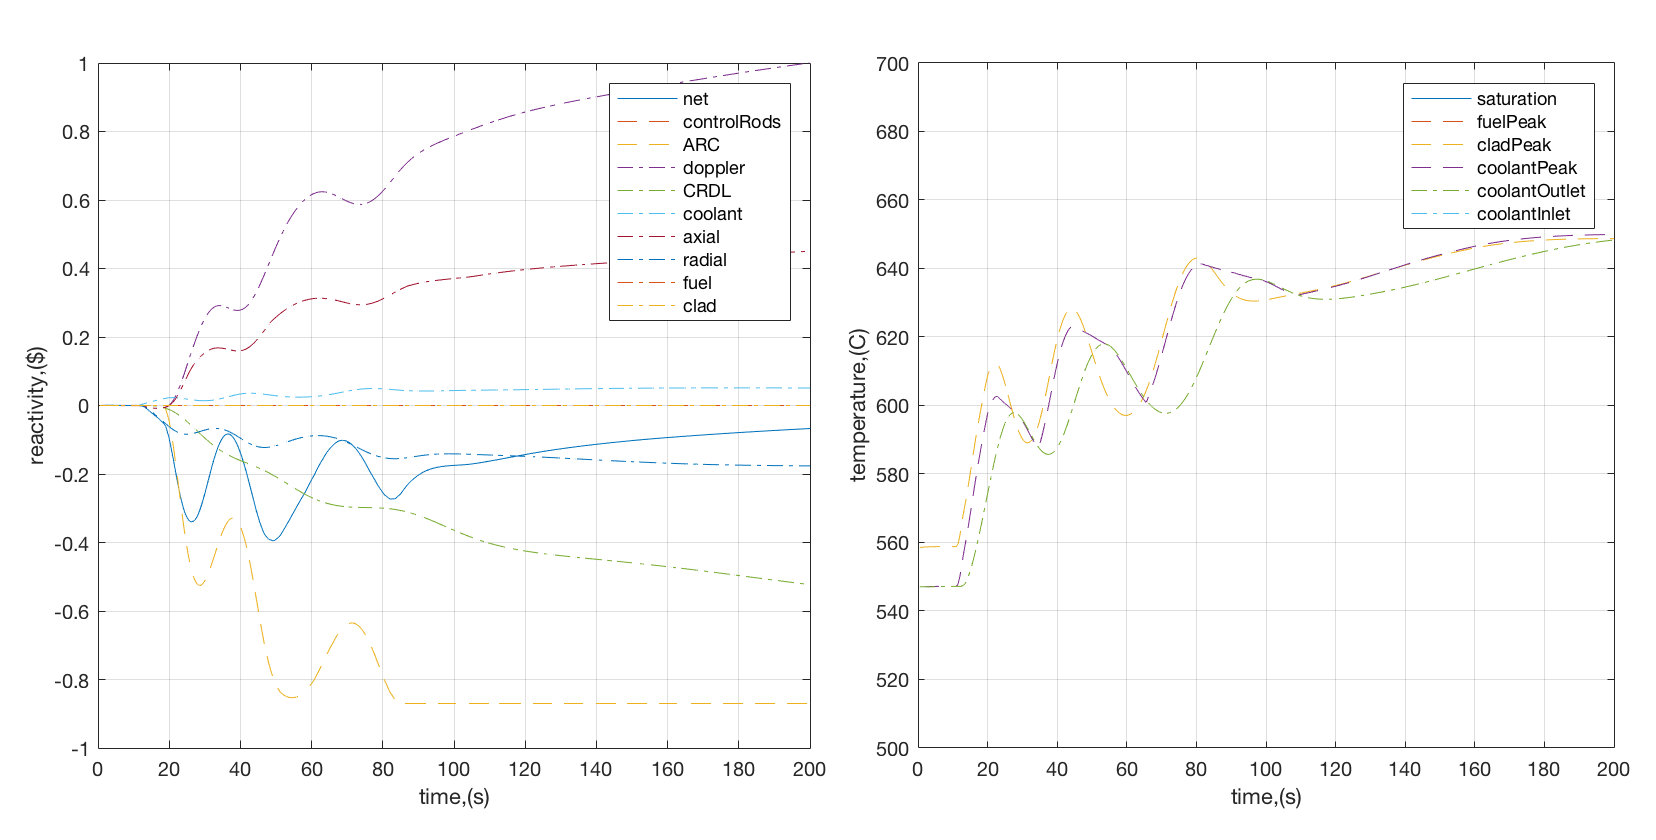 1
0.8
0.6
0.4
0.2
0
-0.2
-0.4
-0.6
-0.8
-1
reactivity,($)
0 20 40 60 80 100 120 140 160 180 200
time,(s)
net
controlRods
ARC
doppler
CRDL
coolant
axial
radial
fuel
clad
700
680
660
640
620
600
580
560
540
520
500
temperature,(C)
0 20 40 60 80 100 120 140 160 180 200
time,(s)
saturation
fuelPeak
cladPeak
coolantPeak
coolantOutlet
coolantInlet